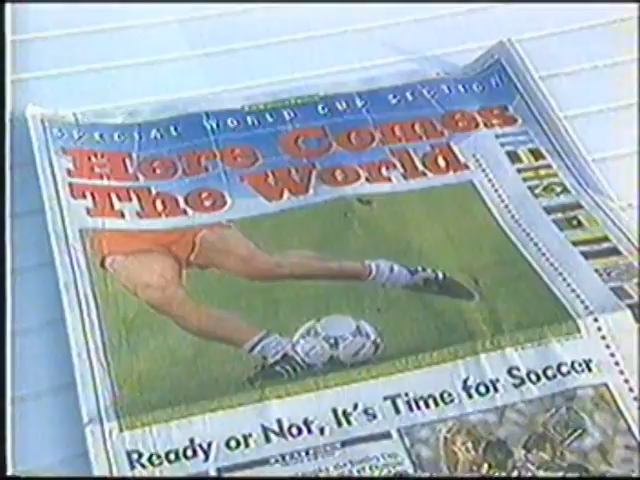 SPECIAL WORLD CUP SECTION
Here Comes
The World
Ready or Not, It's Time for Soccer